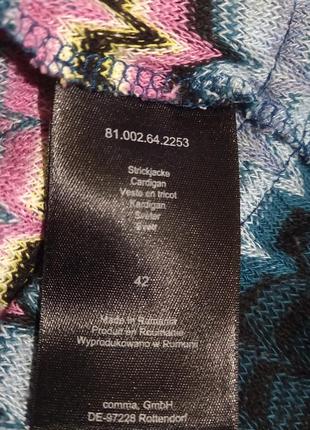 81.002.64.2253
Strickjacke
Cardigan
Veste en tricot
Kardigan
Sveter
Svetr
42
Made in Romania
Produit en Roumanie
Wyprodukowano w Rumuni
comma, GmbH
DE-97228 Rottendorf